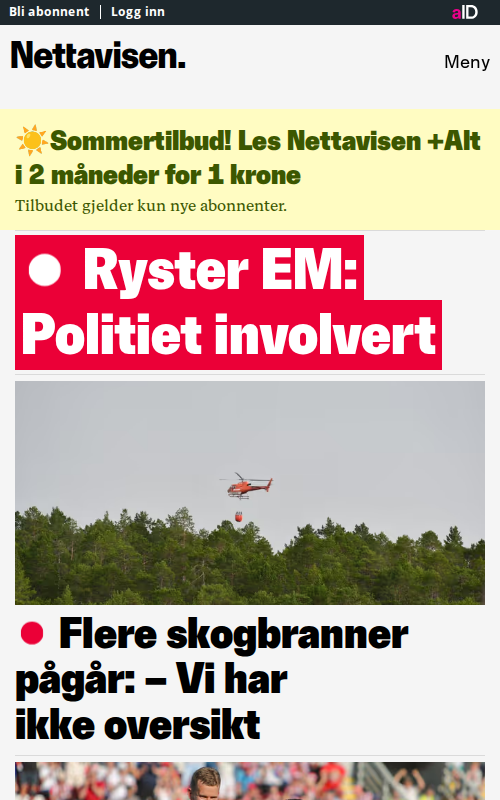 Bli abonnent | Logg inn
aID
Nettavisen.
Meny
☀️Sommertilbud! Les Nettavisen +Alt
i 2 måneder for 1 krone
Tilbudet gjelder kun nye abonnenter.
Ryster EM:
Politiet involvert
Flere skogbranner
pågår: – Vi har
ikke oversikt